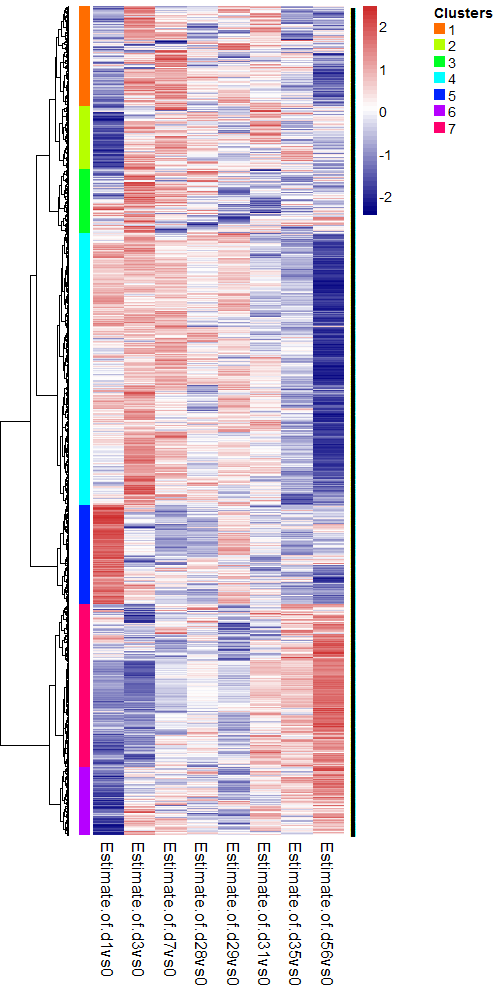 Clusters
1
2
3
4
5
6
7
2
1
0
-1
-2
Estimate.of.d1vs0
Estimate.of.d3vs0
Estimate.of.d7vs0
Estimate.of.d28vs0
Estimate.of.d29vs0
Estimate.of.d31vs0
Estimate.of.d35vs0
Estimate.of.d56vs0